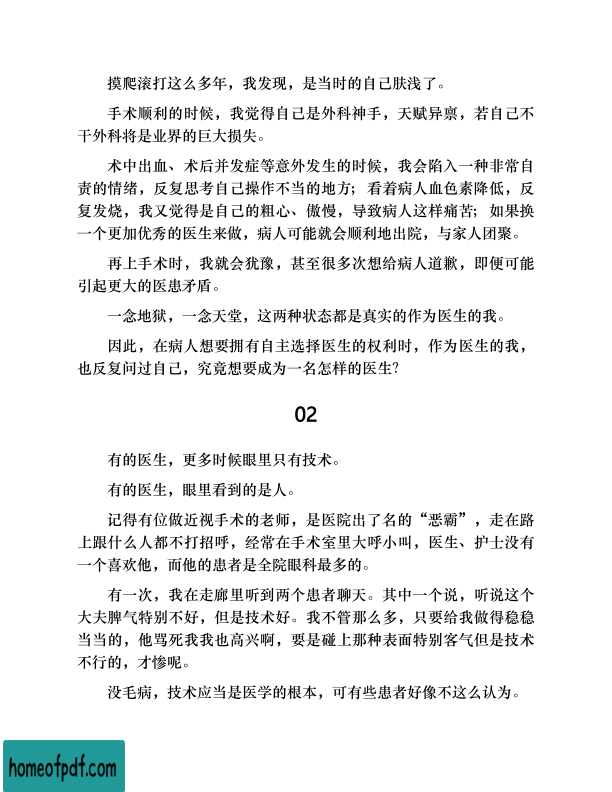 摸爬滚打这么多年，我发现，是当时的自己肤浅了。
手术顺利的时候，我觉得自己是外科神手，天赋异禀，若自己不
干外科将是业界的巨大损失。
术中出血、术后并发症等意外发生的时候，我会陷入一种非常自
责的情绪，反复思考自己操作不当的地方；看着病人血色素降低，反
复发烧，我又觉得是自己的粗心、傲慢，导致病人这样痛苦；如果换
一个更加优秀的医生来做，病人可能就会顺利地出院，与家人团聚。
再上手术时，我就会犹豫，甚至很多次想给病人道歉，即便可能
引起更大的医患矛盾。
一念地狱，一念天堂，这两种状态都是真实的作为医生的我。
因此，在病人想要拥有自主选择医生的权利时，作为医生的我，
也反复问过自己，究竟想要成为一名怎样的医生？
02
有的医生，更多时候眼里只有技术。
有的医生，眼里看到的是人。
记得有位做近视手术的老师，是医院出了名的“恶霸”，走在路
上跟什么人都不打招呼，经常在手术室里大呼小叫，医生、护士没有
一个喜欢他，而他的患者是全院眼科最多的。
有一次，我在走廊里听到两个患者聊天。其中一个说，听说这个
大夫脾气特别不好，但是技术好。我不管那么多，只要给我做得稳稳
当当的，他骂死我我也高兴啊，要是碰上那种表面特别客气但是技术
不行的，才惨呢。
没毛病，技术应当是医学的根本，可有些患者好像不这么认为。
homeofpdf.com